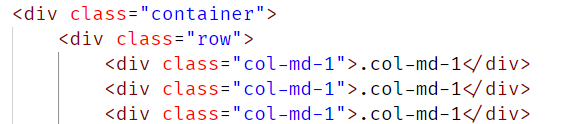 <div class="container">
<div class="row">
<div class="col-md-1">.col-md-1</div>
<div class="col-md-1">.col-md-1</div>
<div class="col-md-1">.col-md-1</div>